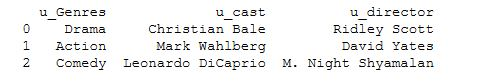 u_Genres u_cast u_director
0 Drama Christian Bale Ridley Scott
1 Action Mark Wahlberg David Yates
2 Comedy Leonardo DiCaprio M. Night Shyamalan